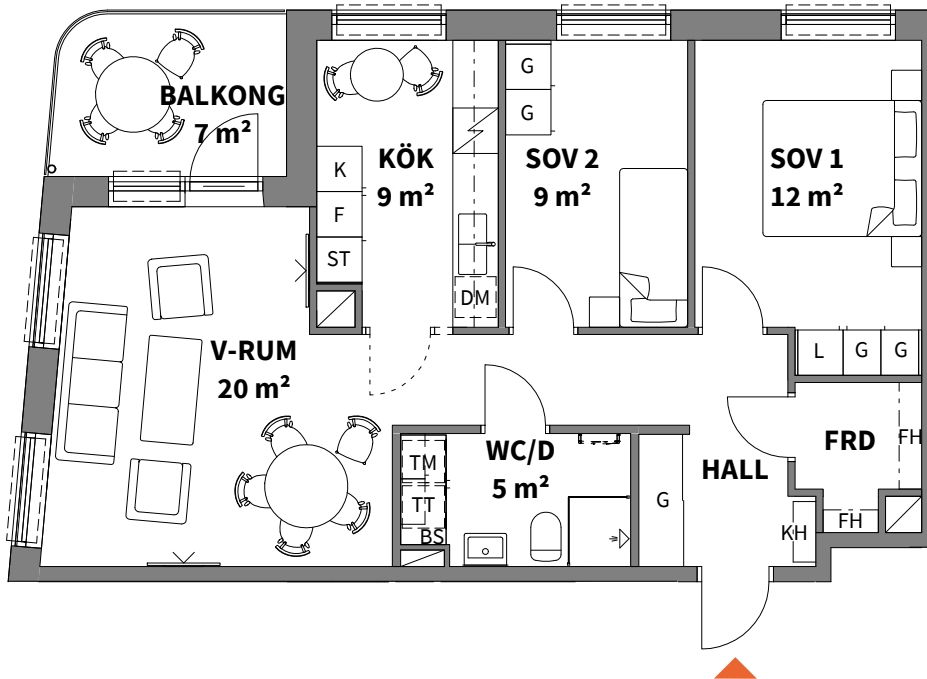 BALKONG
7 m²
G
G
KÖK
9 m²
SOV 2
9 m²
SOV 1
12 m²
K
F
ST
DM
V-RUM
20 m²
L G G
FRD
FH
WC/D
5 m²
HALL
TM
TT
BS
G
KH
FH